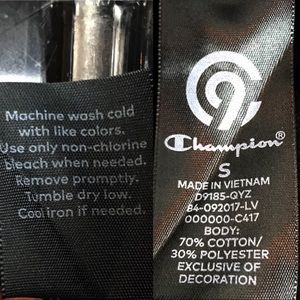 Machine wash cold
with like colors.
Use only non-chlorine
bleach when needed.
Remove promptly.
Tumble dry low.
Cool iron if needed.
C9
Champion®
S
MADE IN VIETNAM
D9185-QYZ
84-092017-LV
000000-C417
BODY:
70% COTTON/
30% POLYESTER
EXCLUSIVE OF
DECORATION